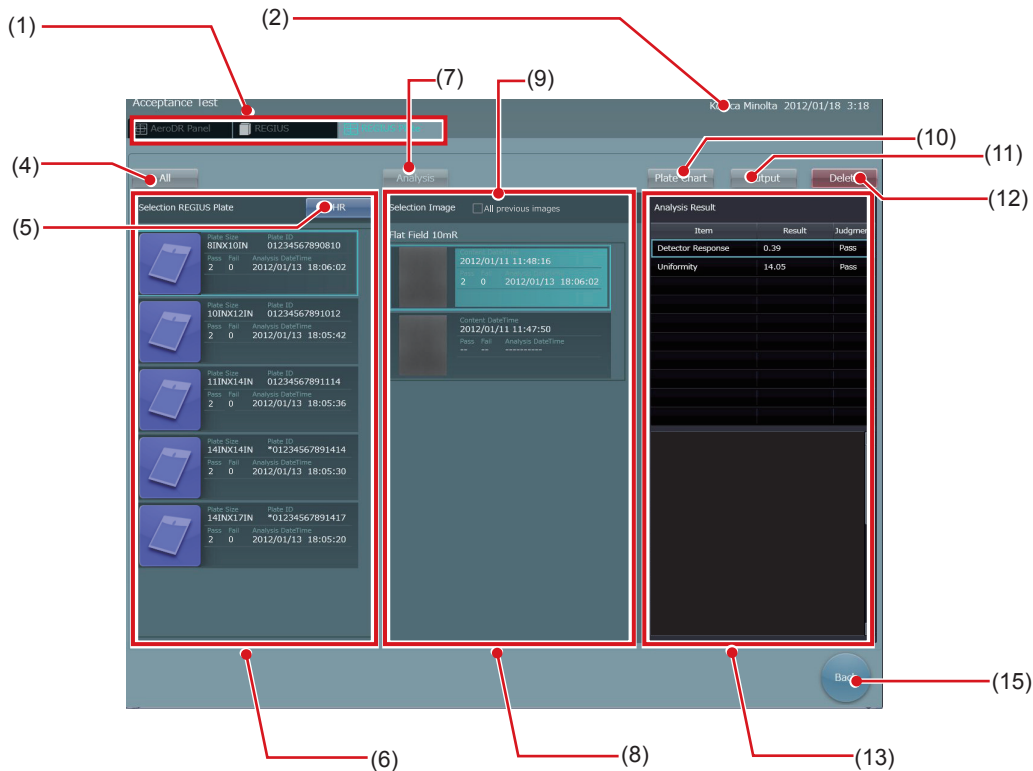 (2)
(1)
(7)
(9)
Acceptance Test
Minolta 2012/01/18 3:18
AeroDR Panel REGIUS
(10)
(4)
(11)
All
Analysis
Plate Chart
Delete
(12)
(5)
Selection REGIUS Plate HR
Selection Image All previous images
Analysis Result
Item Result
Flat Field 10mR
Plate Size Plate ID
8INX10IN 01234567890810
Pass Fail Analysis DateTime
2 0 2012/01/13 18:06:02
2012/01/11 11:48:16
Pass Fail
2 0 2012/01/13 18:06:02
Detector Response 0.39 Pass
Uniformity 14.05 Pass
Plate Size Plate ID
10INX12IN 01234567891012
Pass Fail Analysis DateTime
2 0 2012/01/13 18:05:42
Content DateTime
2012/01/11 11:47:50
Pass Fail Analysis DateTime
-- -- ----------
Plate Size Plate ID
11INX14IN 01234567891114
Pass Fail Analysis DateTime
2 0 2012/01/13 18:05:36
Plate Size Plate ID
14INX14IN *01234567891414
Pass Fail Analysis DateTime
2 0 2012/01/13 18:05:30
Plate Size Plate ID
14INX17IN *01234567891417
Pass Fail Analysis DateTime
2 0 2012/01/13 18:05:20
Back
(15)
(6)
(8)
(13)